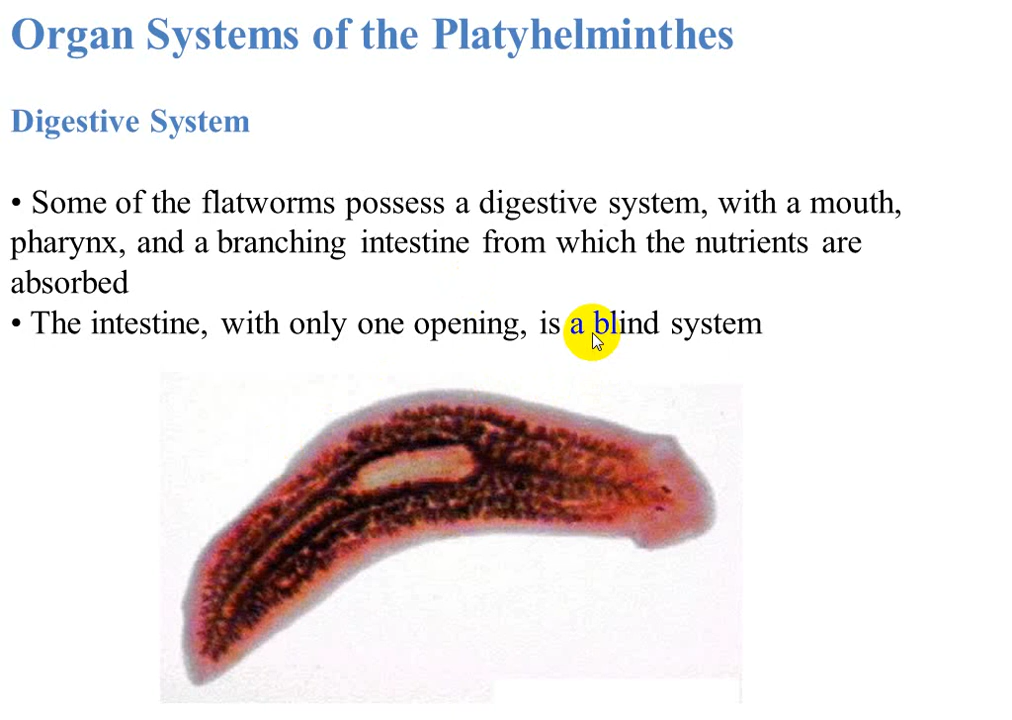 Organ Systems of the Platyhelminthes
Digestive System
• Some of the flatworms possess a digestive system, with a mouth,
pharynx, and a branching intestine from which the nutrients are
absorbed
• The intestine, with only one opening, is a blind system